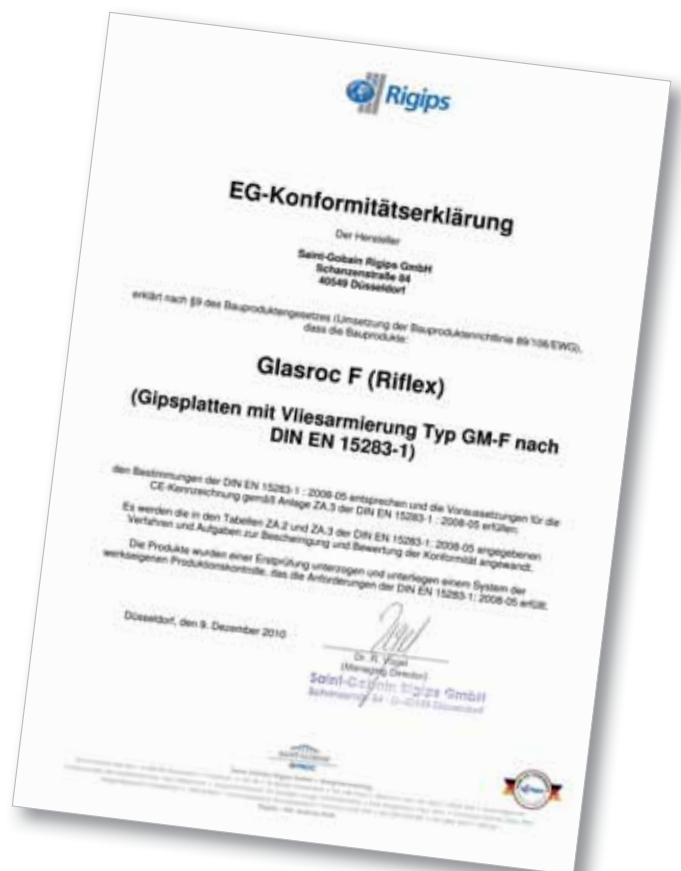 Rigips
EG-Konformitätserklärung
Der Hersteller
Saint-Gobain Rigips GmbH
Schanzenstraße 84
40549 Düsseldorf
erklärt nach §9 des Bauproduktengesetzes (Umsetzung der Bauproduktenrichtlinie 89/106/EWG),
dass die Bauprodukte:
Glasroc F (Riflex)
(Gipsplatten mit Vliesarmierung Typ GM-F nach
DIN EN 15283-1)
den Bestimmungen der DIN EN 15283-1 : 2008-05 entsprechen und die Voraussetzungen für die
CE-Kennzeichnung gemäß Anlage ZA.3 der DIN EN 15283-1 : 2008-05 erfüllen.
Es werden die in den Tabellen ZA.2 und ZA.3 der DIN EN 15283-1: 2008-05 angegebenen
Verfahren und Aufgaben zur Bescheinigung und Bewertung der Konformität angewandt.
Die Produkte wurden einer Erstprüfung unterzogen und unterliegen einem System der
werkseigenen Produktionskontrolle, das die Anforderungen der DIN EN 15283-1: 2008-05 erfüllt.
Düsseldorf, den 9. Dezember 2010
Dr. R. Vogel
(Managing Director)
Saint-Gobain Rigips GmbH
Schanzenstr. 84 · D-40549 Düsseldorf